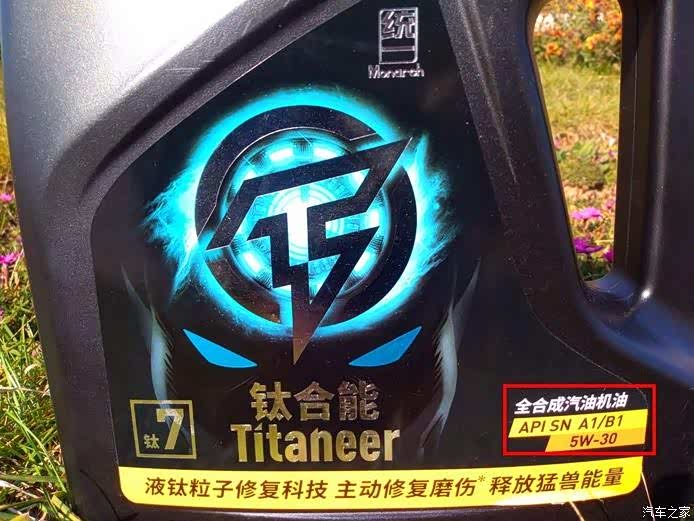 统一
Monarch
钛合能
钛7
Titaneer
全合成汽油机油
API SN A1/B1
5W-30
液钛粒子修复科技 主动修复磨伤* 释放猛兽能量
汽车之家